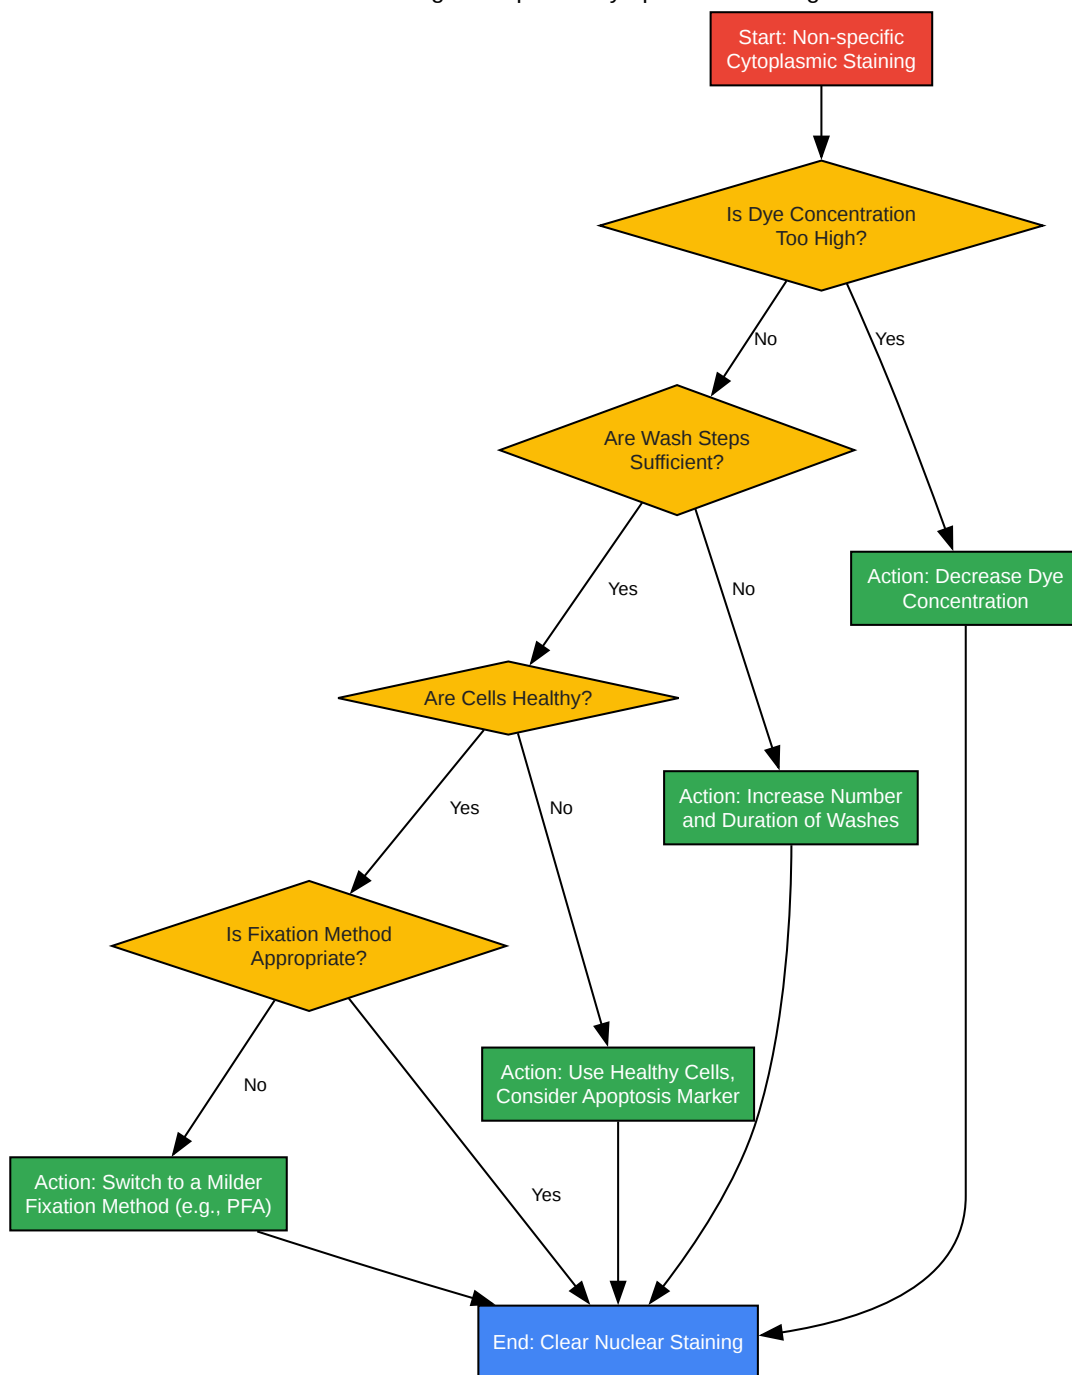 Start: Non-specific
Cytoplasmic Staining
Is Dye Concentration
Too High?
No
Yes
Are Wash Steps
Sufficient?
Yes
No
Action: Decrease Dye
Concentration
Are Cells Healthy?
Yes
No
Action: Increase Number
and Duration of Washes
Is Fixation Method
Appropriate?
No
Yes
Action: Use Healthy Cells,
Consider Apoptosis Marker
Action: Switch to a Milder
Fixation Method (e.g., PFA)
End: Clear Nuclear Staining